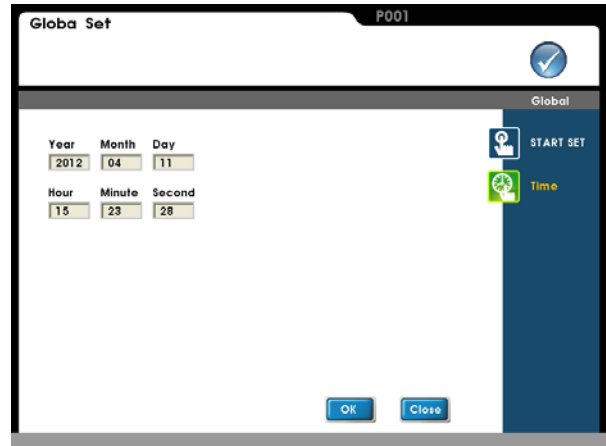 Globa Set
P001
Global
START SET
Time
Year Month Day
2012 04 11
Hour Minute Second
15 23 28
OK Close